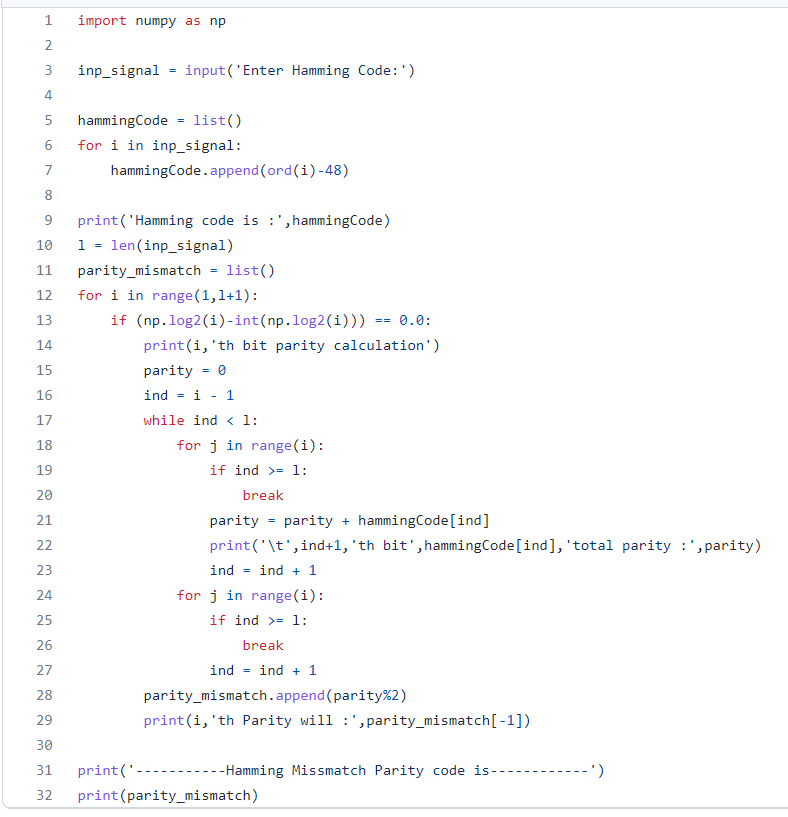 1 import numpy as np
2
3 inp_signal = input('Enter Hamming Code:')
4
5 hammingCode = list()
6 for i in inp_signal:
7     hammingCode.append(ord(i)-48)
8
9 print('Hamming code is :',hammingCode)
10 l = len(inp_signal)
11 parity_mismatch = list()
12 for i in range(1,l+1):
13     if (np.log2(i)-int(np.log2(i))) == 0.0:
14         print(i,'th bit parity calculation')
15         parity = 0
16         ind = i - 1
17         while ind < l:
18             for j in range(i):
19                 if ind >= l:
20                     break
21                 parity = parity + hammingCode[ind]
22                 print('\t',ind+1,'th bit',hammingCode[ind],'total parity :',parity)
23                 ind = ind + 1
24             for j in range(i):
25                 if ind >= l:
26                     break
27                 ind = ind + 1
28         parity_mismatch.append(parity%2)
29         print(i,'th Parity will :',parity_mismatch[-1])
30
31 print('-----------Hamming Missmatch Parity code is------------')
32 print(parity_mismatch)